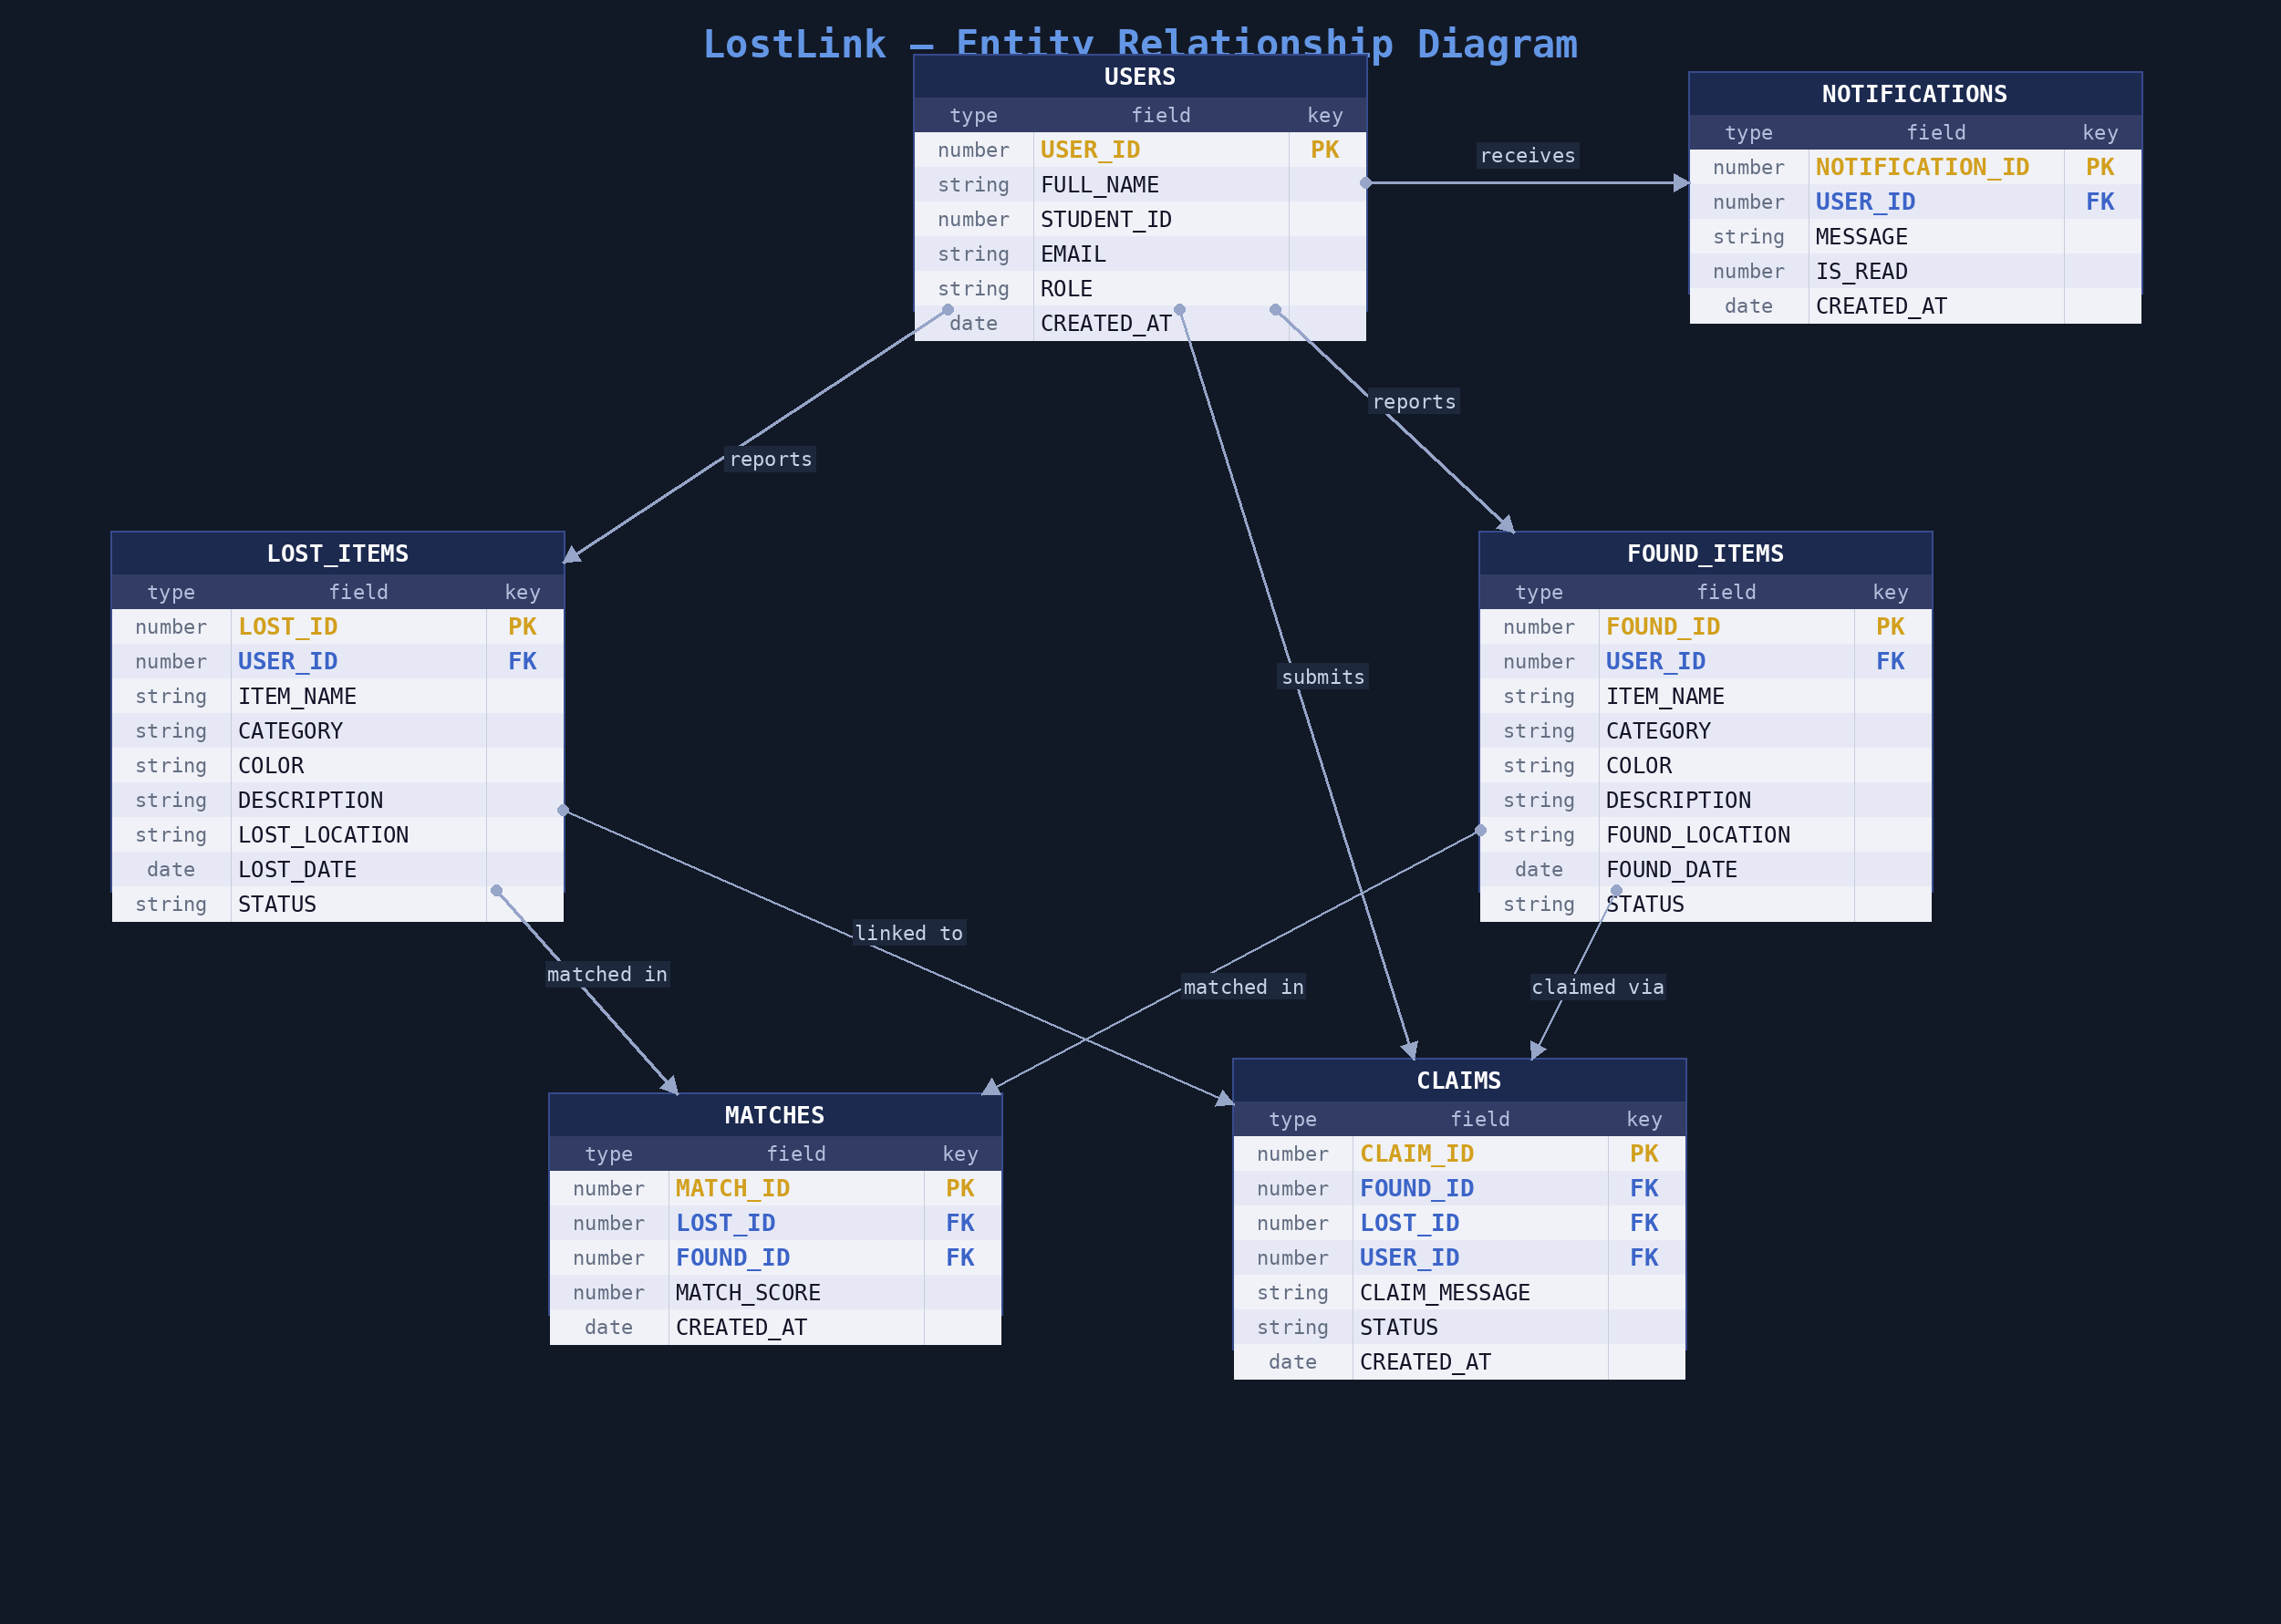 LostLink — Entity Relationship Diagram
USERS
type field key
number USER_ID PK
string FULL_NAME
number STUDENT_ID
string EMAIL
string ROLE
date CREATED_AT
NOTIFICATIONS
type field key
number NOTIFICATION_ID PK
number USER_ID FK
string MESSAGE
number IS_READ
date CREATED_AT
receives
reports
reports
submits
LOST_ITEMS
type field key
number LOST_ID PK
number USER_ID FK
string ITEM_NAME
string CATEGORY
string COLOR
string DESCRIPTION
string LOST_LOCATION
date LOST_DATE
string STATUS
FOUND_ITEMS
type field key
number FOUND_ID PK
number USER_ID FK
string ITEM_NAME
string CATEGORY
string COLOR
string DESCRIPTION
string FOUND_LOCATION
date FOUND_DATE
string STATUS
linked to
matched in
matched in
claimed via
MATCHES
type field key
number MATCH_ID PK
number LOST_ID FK
number FOUND_ID FK
number MATCH_SCORE
date CREATED_AT
CLAIMS
type field key
number CLAIM_ID PK
number FOUND_ID FK
number LOST_ID FK
number USER_ID FK
string CLAIM_MESSAGE
string STATUS
date CREATED_AT